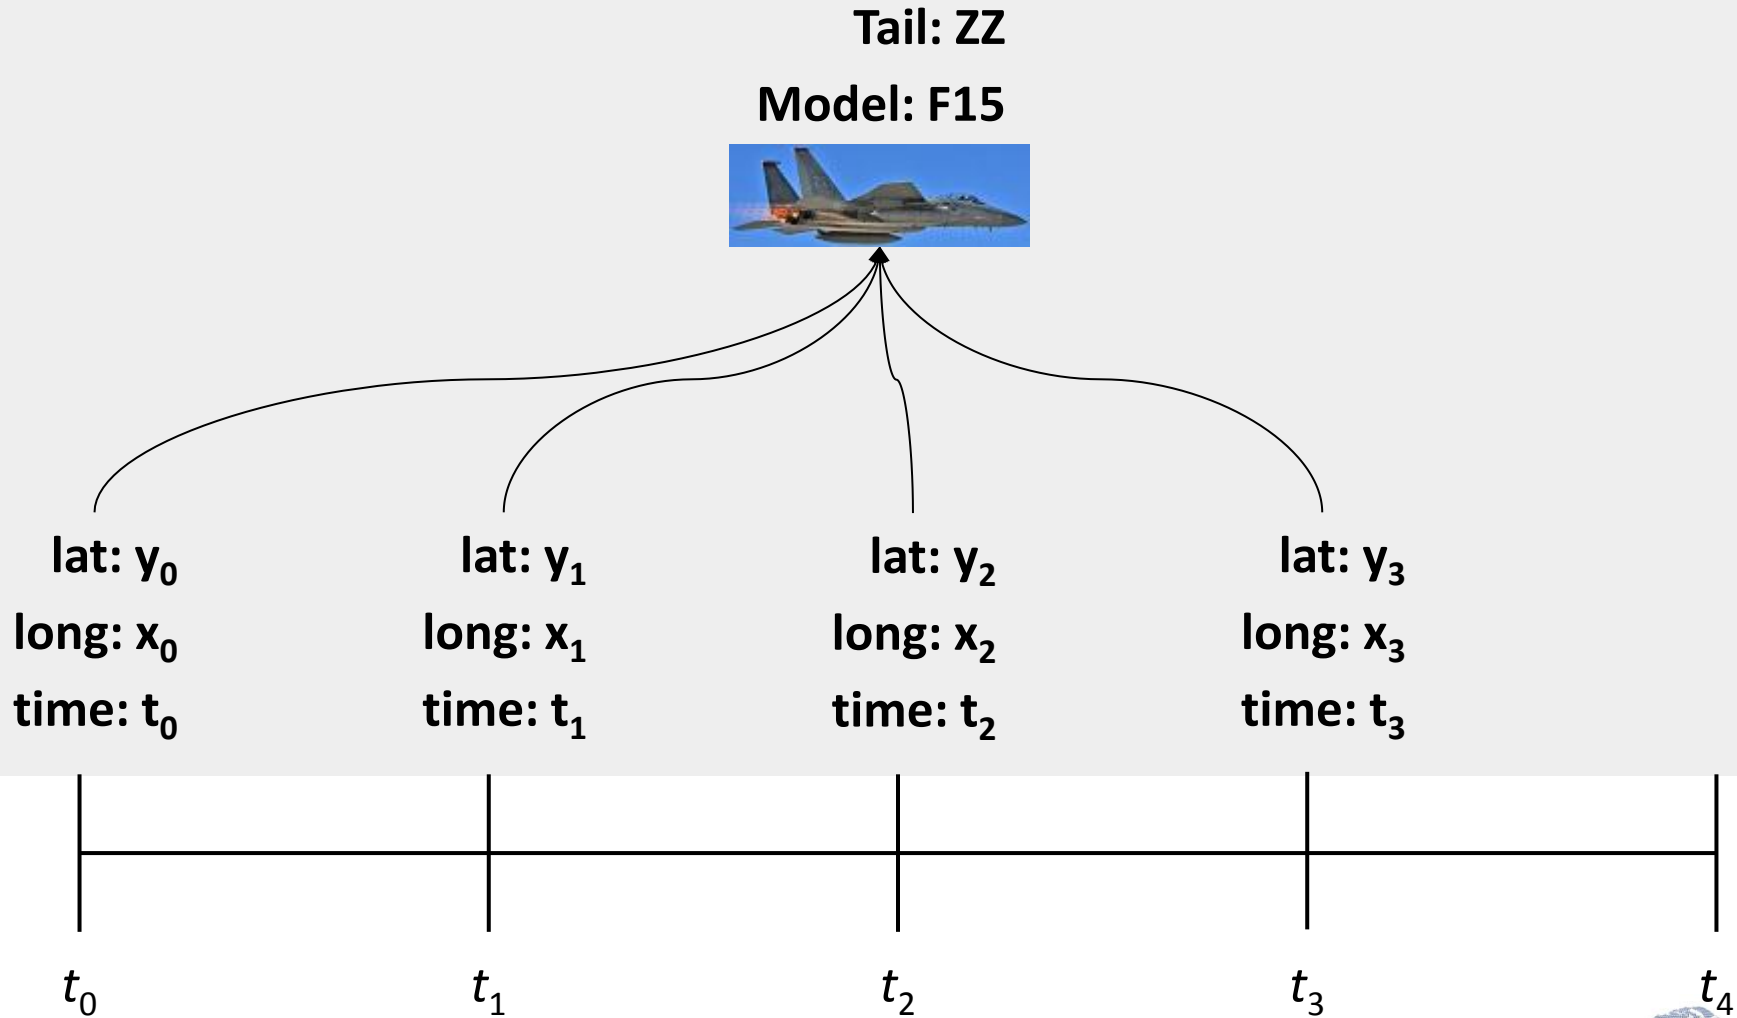 Tail: ZZ
Model: F15
lat: y₀ lat: y₁ lat: y₂ lat: y₃
long: x₀ long: x₁ long: x₂ long: x₃
time: t₀ time: t₁ time: t₂ time: t₃
t₀ t₁ t₂ t₃ t₄